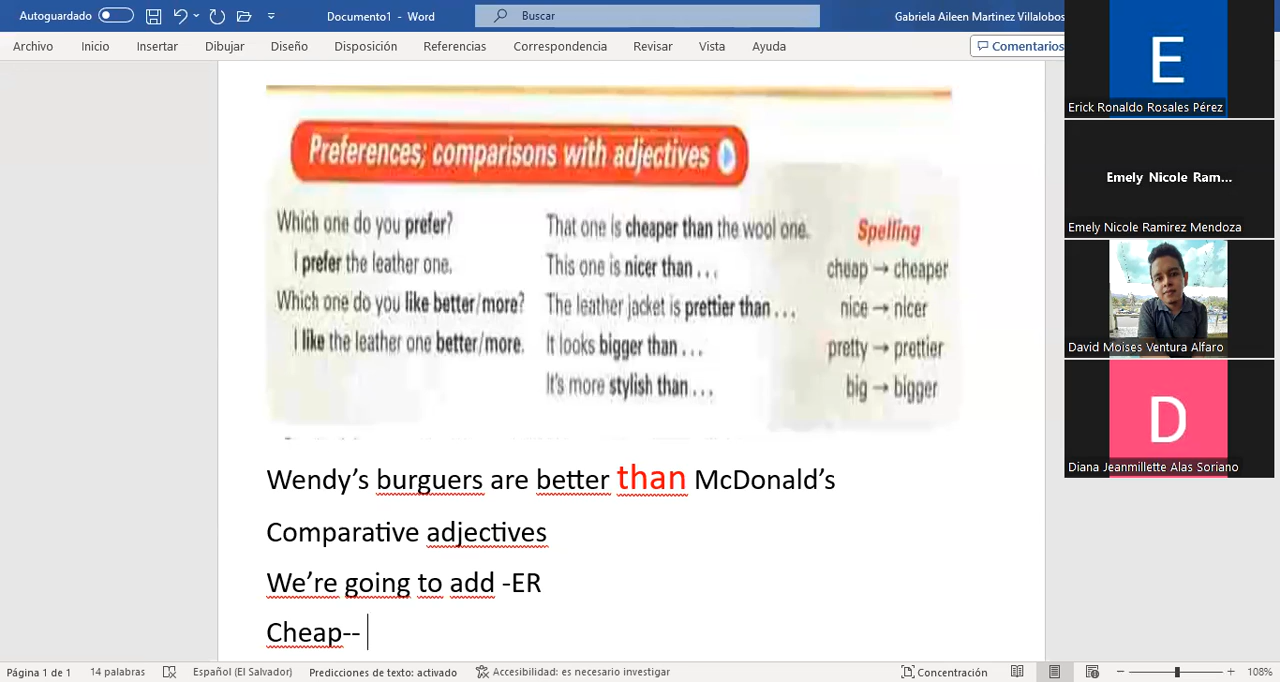 Autoguardado
Documento1 - Word
Buscar
Gabriela Aileen Martinez Villalobos
Archivo Inicio Insertar Dibujar Diseño Disposición Referencias Correspondencia Revisar Vista Ayuda
Comentarios
Preferences; comparisons with adjectives
Which one do you prefer?
I prefer the leather one.
Which one do you like better/more?
I like the leather one better/more.
That one is cheaper than the wool one.
This one is nicer than . . .
The leather jacket is prettier than . . .
It looks bigger than . . .
It's more stylish than . . .
Spelling
cheap → cheaper
nice → nicer
pretty → prettier
big → bigger
Wendy’s burguers are better than McDonald’s
Comparative adjectives
We’re going to add -ER
Cheap--
E
Erick Ronaldo Rosales Pérez
Emely Nicole Ram...
Emely Nicole Ramirez Mendoza
David Moises Ventura Alfaro
D
Diana Jeanmillette Alas Soriano
Página 1 de 1 14 palabras Español (El Salvador) Predicciones de texto: activado Accesibilidad: es necesario investigar Concentración 108%